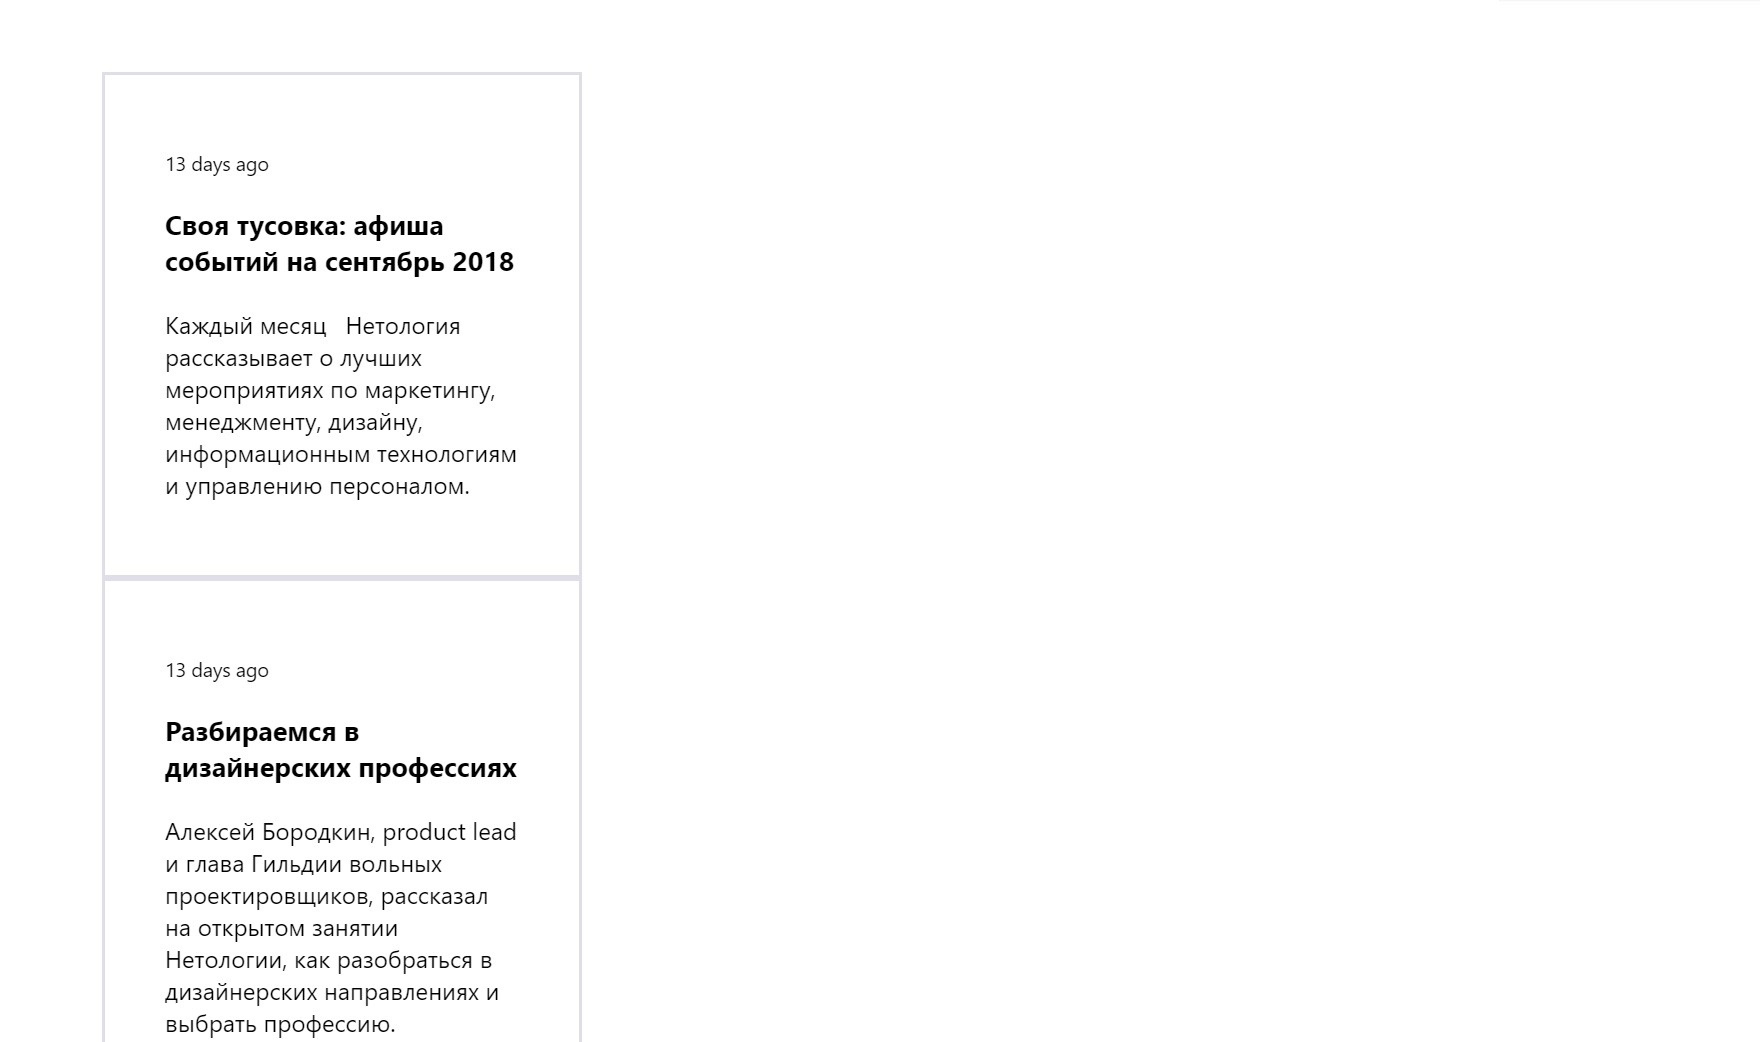 13 days ago
Своя тусовка: афиша
событий на сентябрь 2018
Каждый месяц   Нетология
рассказывает о лучших
мероприятиях по маркетингу,
менеджменту, дизайну,
информационным технологиям
и управлению персоналом.
13 days ago
Разбираемся в
дизайнерских профессиях
Алексей Бородкин, product lead
и глава Гильдии вольных
проектировщиков, рассказал
на открытом занятии
Нетологии, как разобраться в
дизайнерских направлениях и
выбрать профессию.